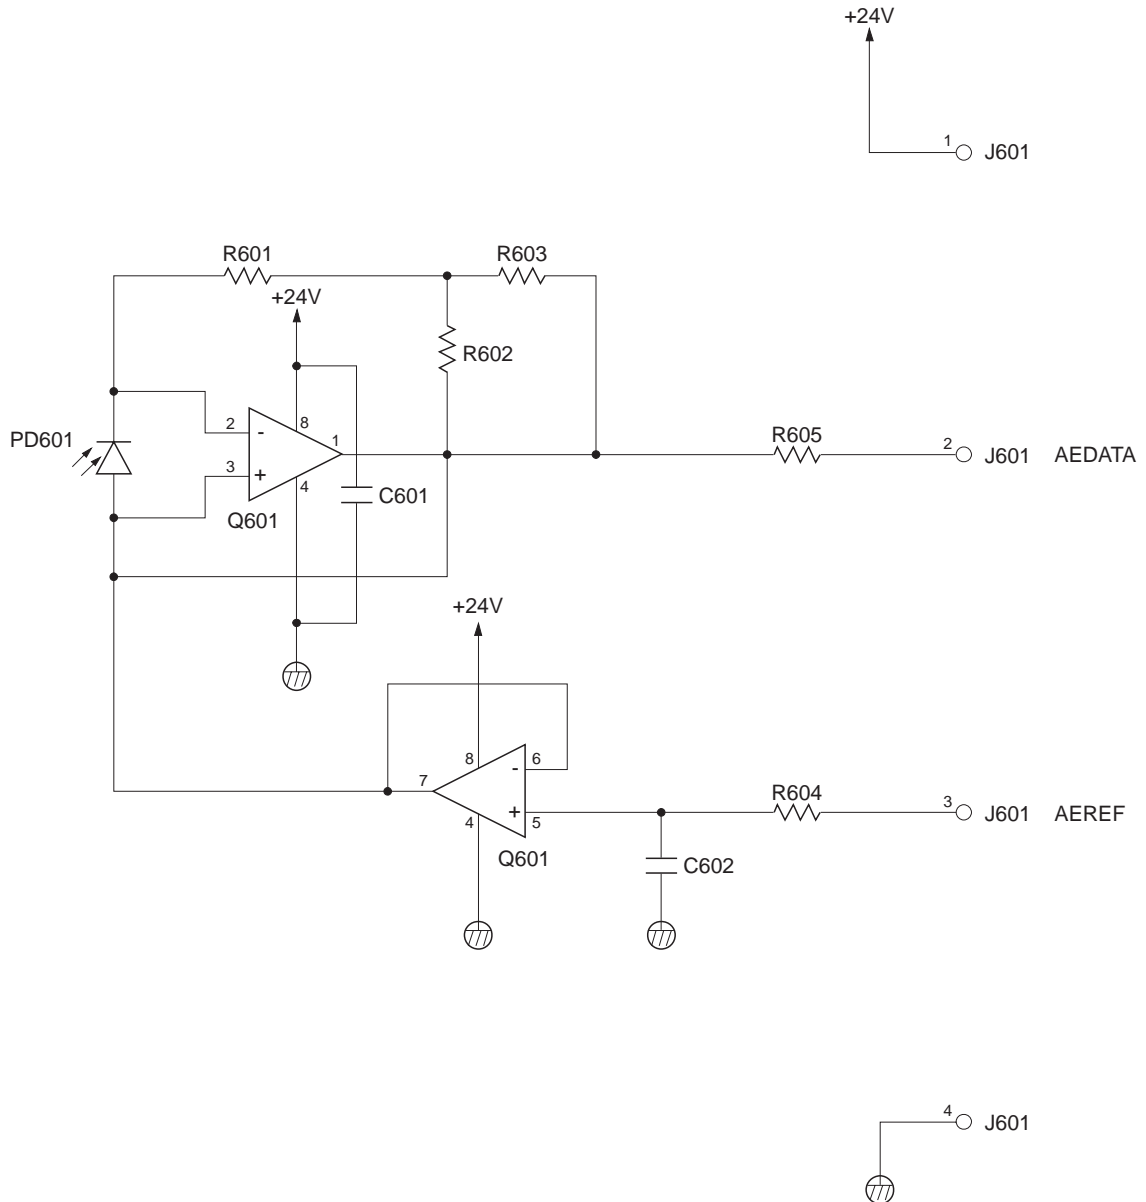 +24V
1 J601
R601 R603
+24V
R602
8
PD601 2 - 1 R605 2 J601 AEDATA
3 +
4 C601
Q601
+24V
8 - 6
7 R604 3 J601 AEREF
4 + 5
Q601 C602
4 J601